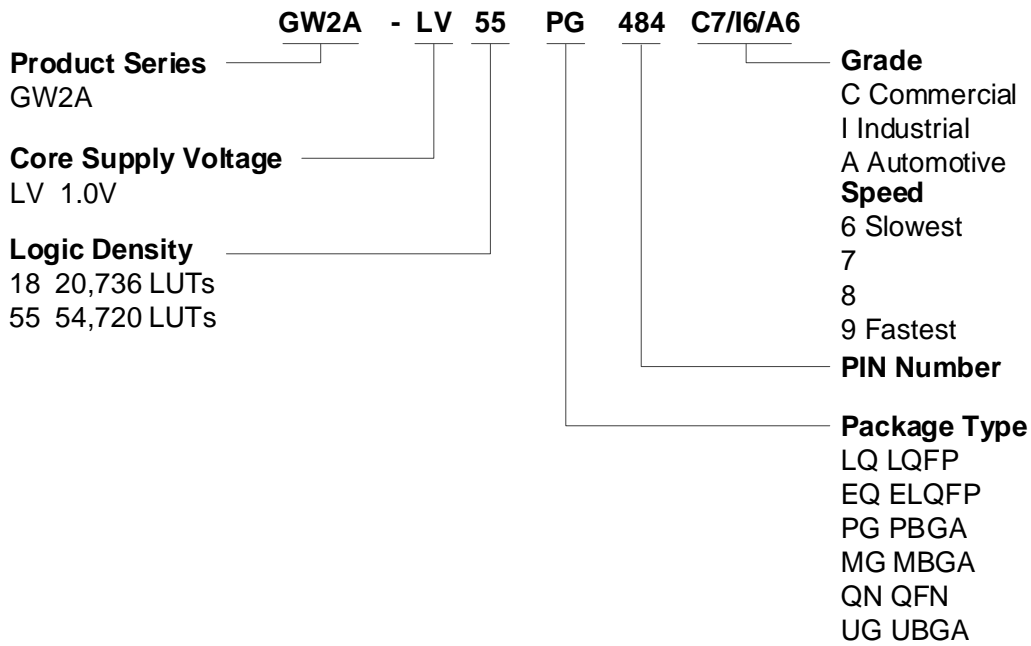 GW2A - LV 55 PG 484 C7/I6/A6
Product Series
GW2A
Core Supply Voltage
LV 1.0V
Logic Density
18 20,736 LUTs
55 54,720 LUTs
Grade
C Commercial
I Industrial
A Automotive
Speed
6 Slowest
7
8
9 Fastest
PIN Number
Package Type
LQ LQFP
EQ ELQFP
PG PBGA
MG MBGA
QN QFN
UG UBGA